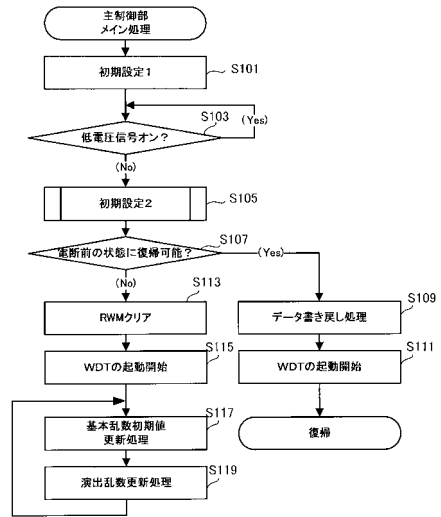 主制御部
メイン処理
初期設定1
S101
S103
低電圧信号オン?
(Yes)
(No)
初期設定2
S105
S107
電断前の状態に復帰可能?
(Yes)
(No)
S113
RWMクリア
S109
データ書き戻し処理
S115
WDTの起動開始
S111
WDTの起動開始
S117
基本乱数初期値
更新処理
復帰
S119
演出乱数更新処理